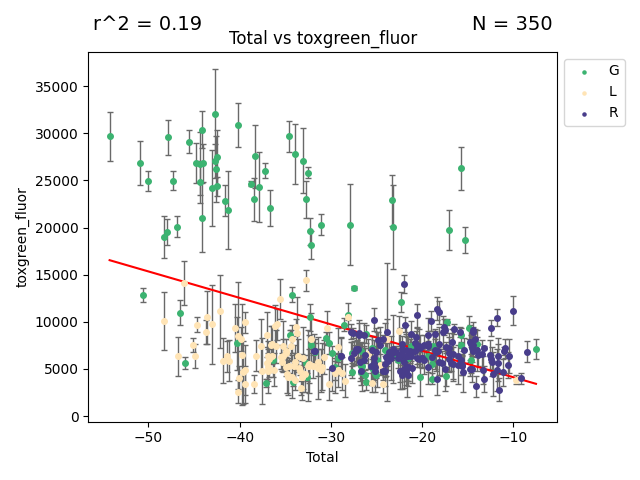 r^2 = 0.19 N = 350
Total vs toxgreen_fluor
35000
30000
25000
20000
15000
10000
5000
0
toxgreen_fluor
−50 −40 −30 −20 −10
Total
G
L
R